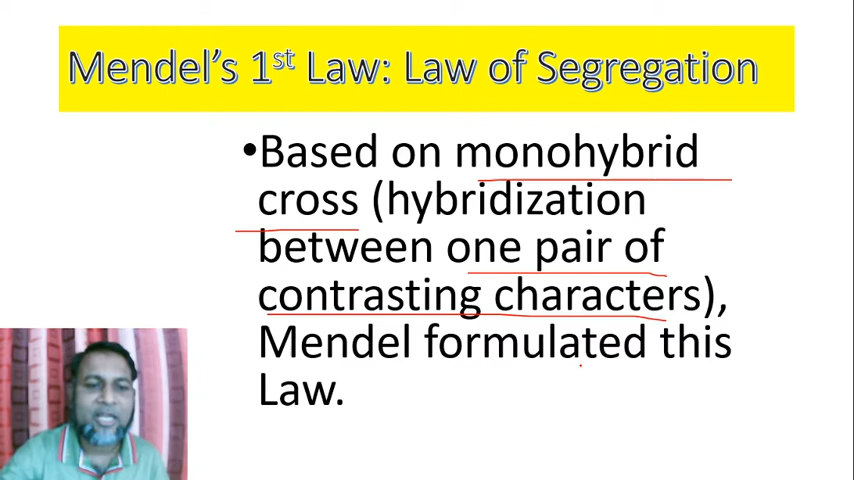 Mendel's 1st Law: Law of Segregation
•Based on monohybrid
cross (hybridization
between one pair of
contrasting characters),
Mendel formulated this
Law.